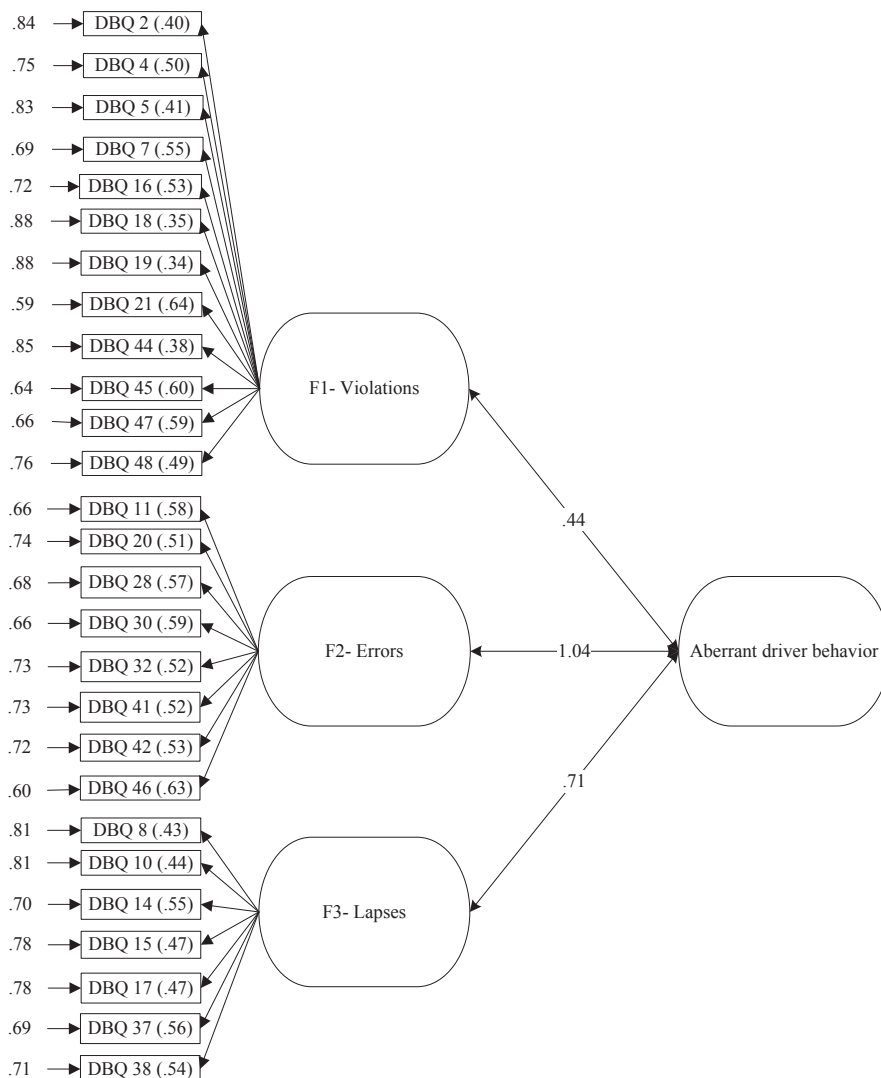 .84 DBQ 2 (.40)
.75 DBQ 4 (.50)
.83 DBQ 5 (.41)
.69 DBQ 7 (.55)
.72 DBQ 16 (.53)
.88 DBQ 18 (.35)
.88 DBQ 19 (.34)
.59 DBQ 21 (.64)
.85 DBQ 44 (.38)
.64 DBQ 45 (.60)
.66 DBQ 47 (.59)
.76 DBQ 48 (.49)
F1- Violations
.44
.66 DBQ 11 (.58)
.74 DBQ 20 (.51)
.68 DBQ 28 (.57)
.66 DBQ 30 (.59)
.73 DBQ 32 (.52)
.73 DBQ 41 (.52)
.72 DBQ 42 (.53)
.60 DBQ 46 (.63)
F2- Errors
1.04
Aberrant driver behavior
.71
.81 DBQ 8 (.43)
.81 DBQ 10 (.44)
.70 DBQ 14 (.55)
.78 DBQ 15 (.47)
.78 DBQ 17 (.47)
.69 DBQ 37 (.56)
.71 DBQ 38 (.54)
F3- Lapses